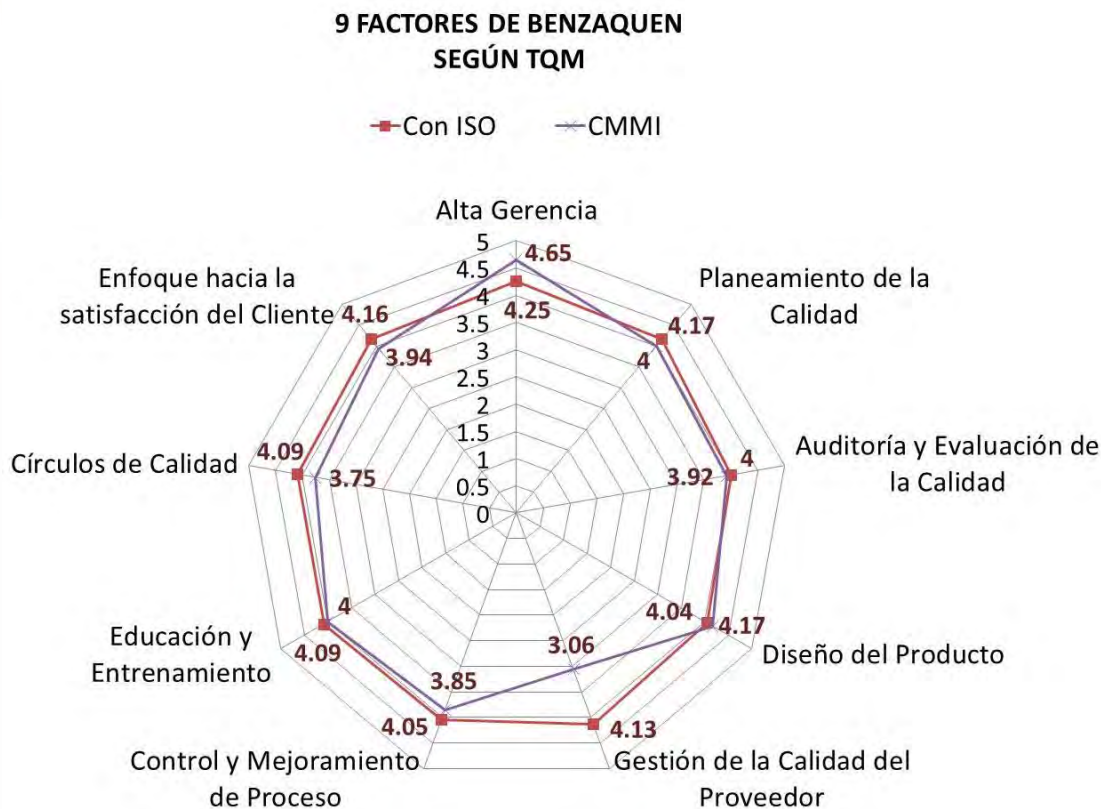 9 FACTORES DE BENZAQUEN
SEGÚN TQM
Con ISO
CMMI
Alta Gerencia
5
4.5
4
3.5
3
2.5
2
1.5
1
0.5
0
4.65
4.25
Planeamiento de la
Calidad
4.17
4
Auditoría y Evaluación de
la Calidad
4
3.92
Diseño del Producto
4.04
4.17
Gestión de la Calidad del
Proveedor
3.06
4.13
Control y Mejoramiento
de Proceso
3.85
4.05
Educación y
Entrenamiento
4
4.09
Círculos de Calidad
4.09
3.75
Enfoque hacia la
satisfacción del Cliente
4.16
3.94